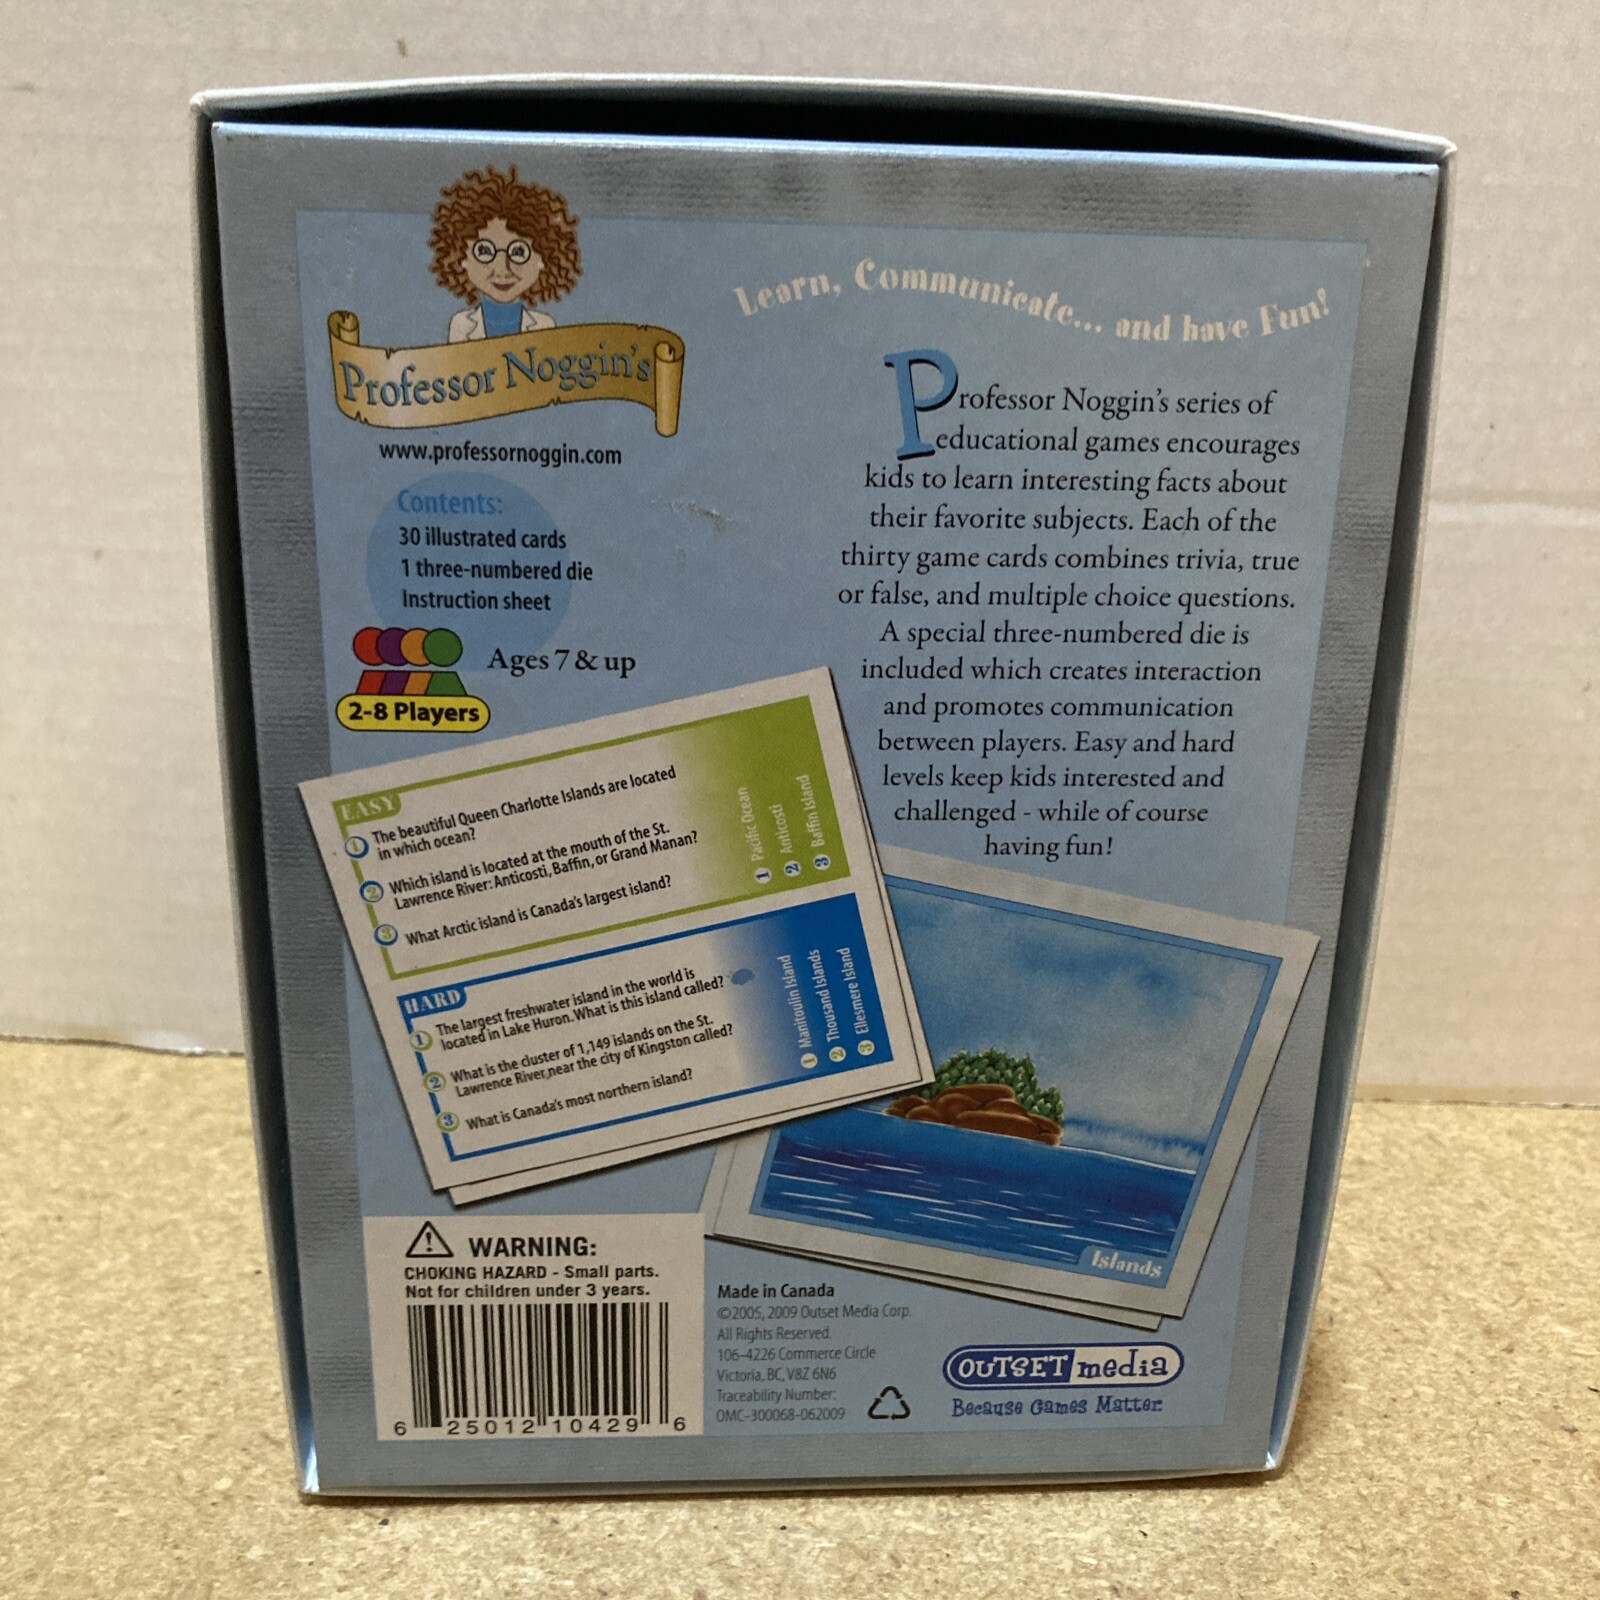 Professor Noggin's
www.professornoggin.com
Contents:
30 illustrated cards
1 three-numbered die
Instruction sheet
Ages 7 & up
2-8 Players
Learn, Communicate... and have Fun!
Professor Noggin's series of
educational games encourages
kids to learn interesting facts about
their favorite subjects. Each of the
thirty game cards combines trivia, true
or false, and multiple choice questions.
A special three-numbered die is
included which creates interaction
and promotes communication
between players. Easy and hard
levels keep kids interested and
challenged - while of course
having fun!
EASY
1 The beautiful Queen Charlotte Islands are located
in which ocean?
2 Which island is located at the mouth of the St.
Lawrence River: Anticosti, Baffin, or Grand Manan?
3 What Arctic island is Canada's largest island?
1 Pacific Ocean
2 Anticosti
3 Baffin Island
HARD
1 The largest freshwater island in the world is
located in Lake Huron. What is this island called?
2 What is the cluster of 1,149 islands on the St.
Lawrence River near the city of Kingston called?
3 What is Canada's most northern island?
1 Manitoulin Island
2 Thousand Islands
3 Ellesmere Island
Islands
WARNING:
CHOKING HAZARD - Small parts.
Not for children under 3 years.
6 25012 10429 6
Made in Canada
©2005, 2009 Outset Media Corp.
All Rights Reserved.
106-4226 Commerce Circle
Victoria, BC, V8Z 6N6
Traceability Number:
OMC-300068-062009
OUTSET media
Because Games Matter.